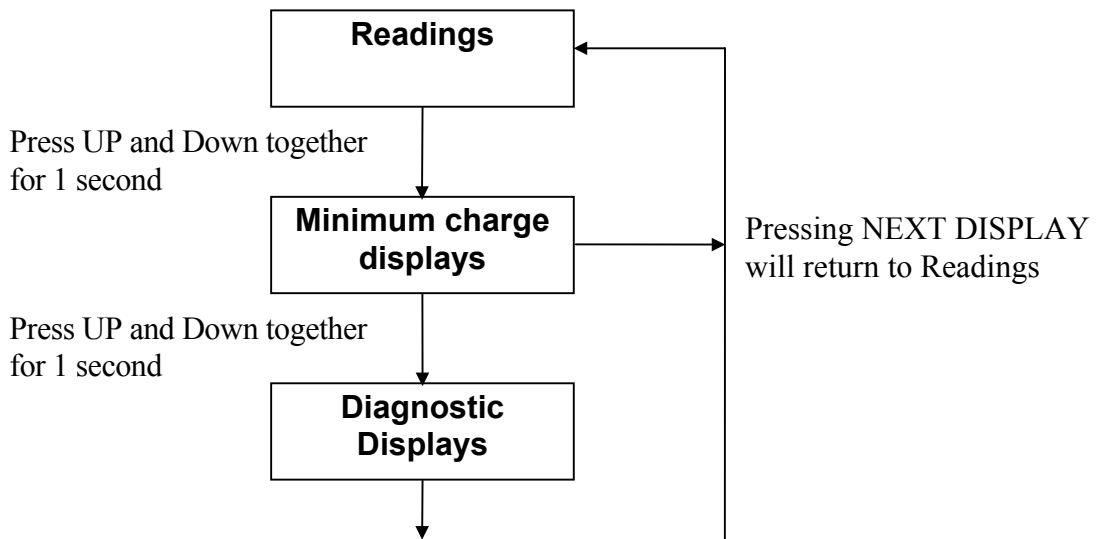 Readings
Press UP and Down together
for 1 second
Minimum charge
displays
Pressing NEXT DISPLAY
will return to Readings
Press UP and Down together
for 1 second
Diagnostic
Displays